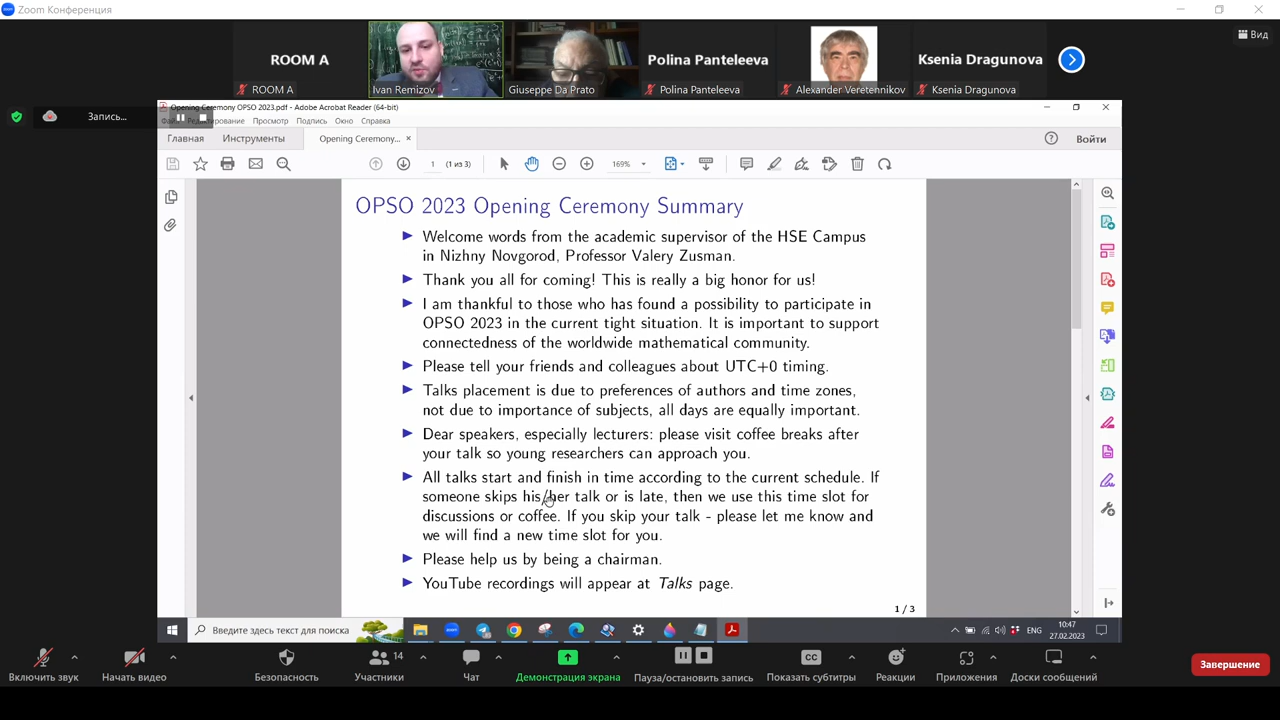 Zoom Конференция
Вид
ROOM A
Polina Panteleeva
Ksenia Dragunova
ROOM A
Ivan Remizov
Giuseppe Da Prato
Polina Panteleeva
Alexander Veretennikov
Ksenia Dragunova
Запись...
Opening Ceremony OPSO 2023.pdf - Adobe Acrobat Reader (64-bit)
Редактирование Просмотр Подпись Окно Справка
Главная Инструменты Opening Ceremony... Войти
1 (1 из 3) 169%
OPSO 2023 Opening Ceremony Summary
Welcome words from the academic supervisor of the HSE Campus
in Nizhny Novgorod, Professor Valery Zusman.
Thank you all for coming! This is really a big honor for us!
I am thankful to those who has found a possibility to participate in
OPSO 2023 in the current tight situation. It is important to support
connectedness of the worldwide mathematical community.
Please tell your friends and colleagues about UTC+0 timing.
Talks placement is due to preferences of authors and time zones,
not due to importance of subjects, all days are equally important.
Dear speakers, especially lecturers: please visit coffee breaks after
your talk so young researchers can approach you.
All talks start and finish in time according to the current schedule. If
someone skips his/her talk or is late, then we use this time slot for
discussions or coffee. If you skip your talk - please let me know and
we will find a new time slot for you.
Please help us by being a chairman.
YouTube recordings will appear at Talks page.
1 / 3
Введите здесь текст для поиска
ENG
10:47
27.02.2023
14
CC
Включить звук
Начать видео
Безопасность
Участники
Чат
Демонстрация экрана
Пауза/остановить запись
Показать субтитры
Реакции
Приложения
Доски сообщений
Завершение